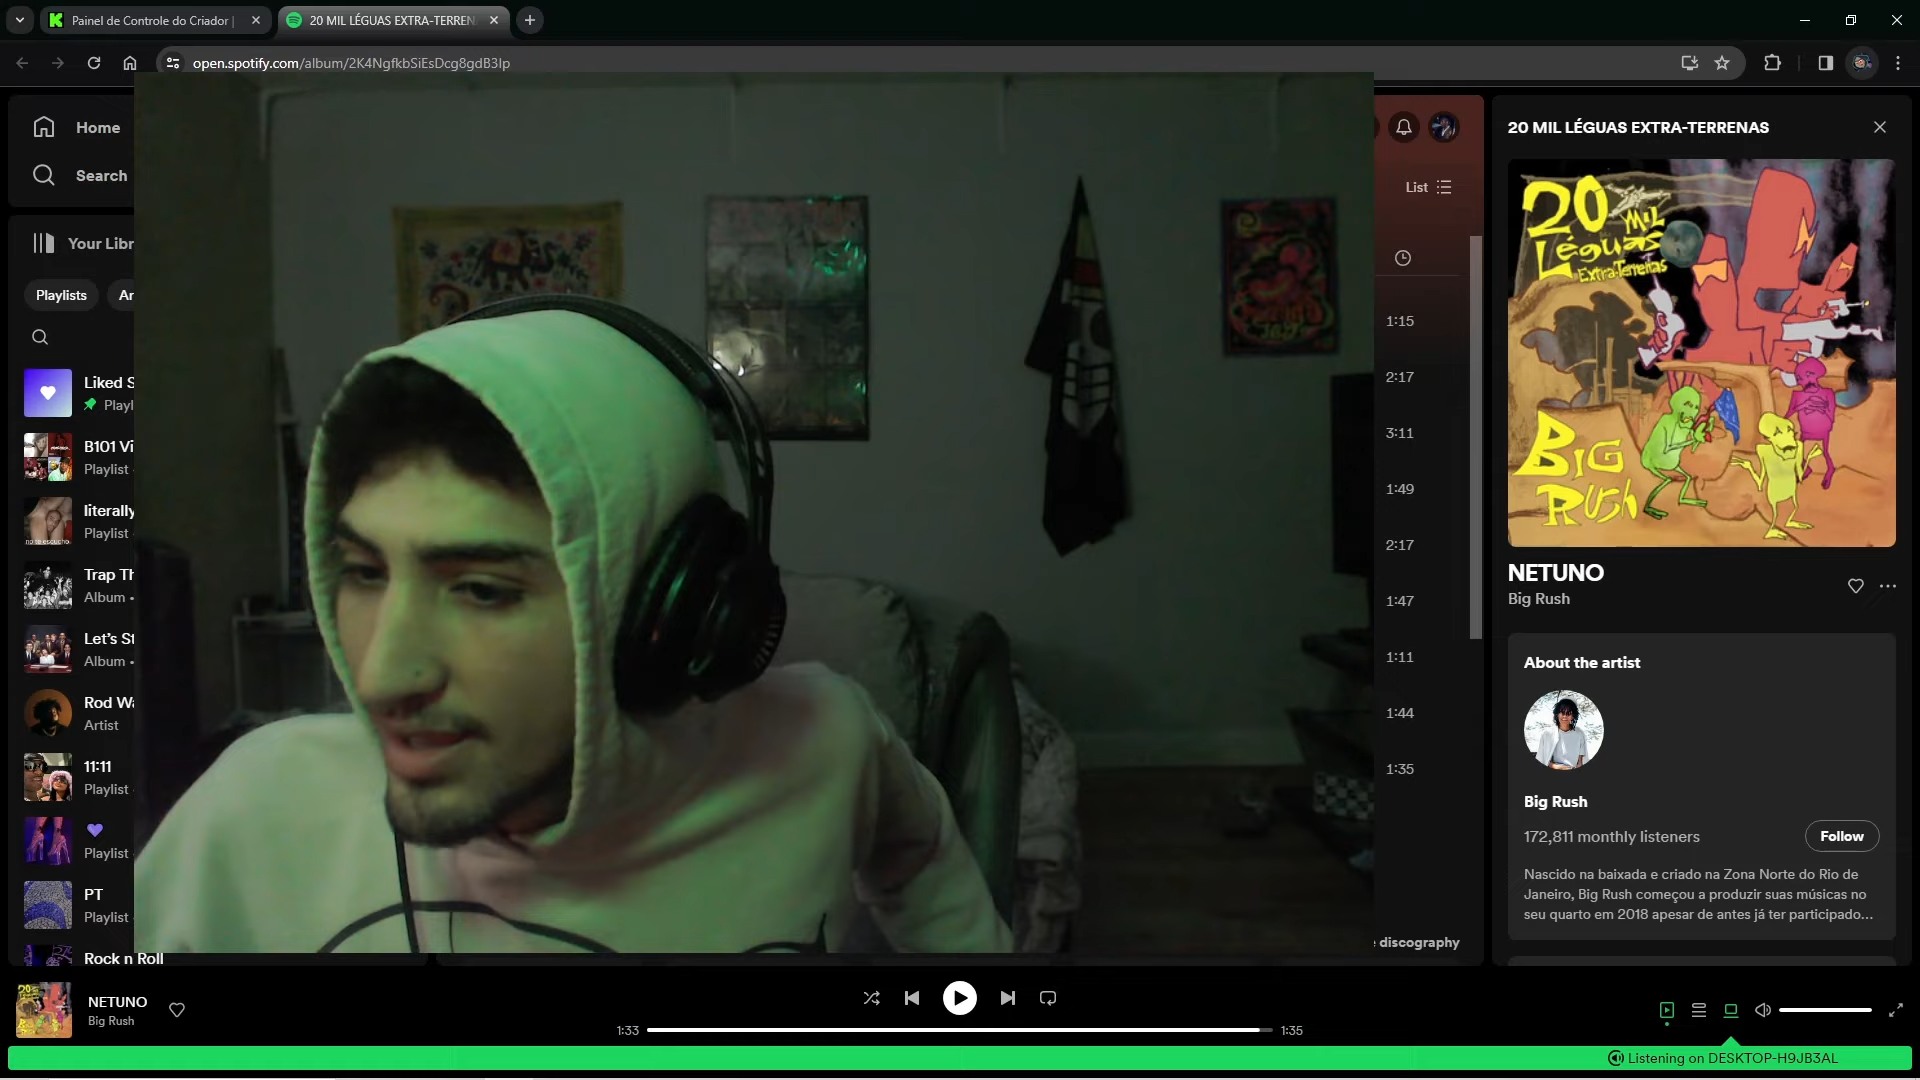 Painel de Controle do Criador |
20 MIL LÉGUAS EXTRA-TERREN
open.spotify.com/album/2K4NgfkbSiEsDcg8gdB3Ip
Home
Search
Your Libr
Playlists
Ar
Liked S
Playl
B101 Vi
Playlist
literally
Playlist
Trap Th
Album •
Let's St
Album •
Rod Wa
Artist
11:11
Playlist
Playlist
PT
Playlist
Rock n Roll
List
1:15
2:17
3:11
1:49
2:17
1:47
1:11
1:44
1:35
discography
20 MIL LÉGUAS EXTRA-TERRENAS
20 MIL
Léguas
Extra-Terrenas
BIG
RUSH
NETUNO
Big Rush
About the artist
Big Rush
172,811 monthly listeners
Follow
Nascido na baixada e criado na Zona Norte do Rio de
Janeiro, Big Rush começou a produzir suas músicas no
seu quarto em 2018 apesar de antes já ter participado...
NETUNO
Big Rush
1:33
1:35
Listening on DESKTOP-H9JB3AL